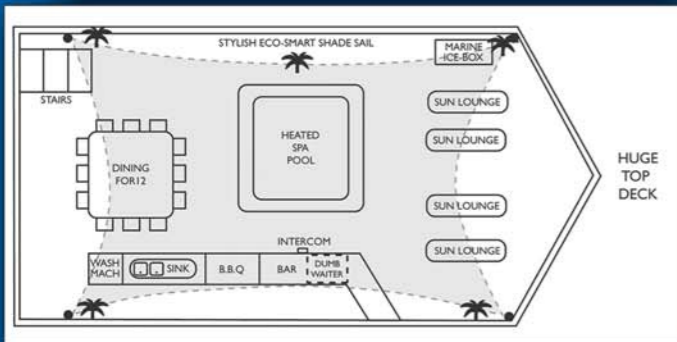 STYLISH ECO-SMART SHADE SAIL
MARINE
-ICE-BOX
STAIRS
SUN LOUNGE
SUN LOUNGE
HEATED
SPA
POOL
DINING
FOR12
HUGE
TOP
DECK
SUN LOUNGE
SUN LOUNGE
INTERCOM
WASH
MACH
SINK
B.B.Q
BAR
DUMB
WAITER